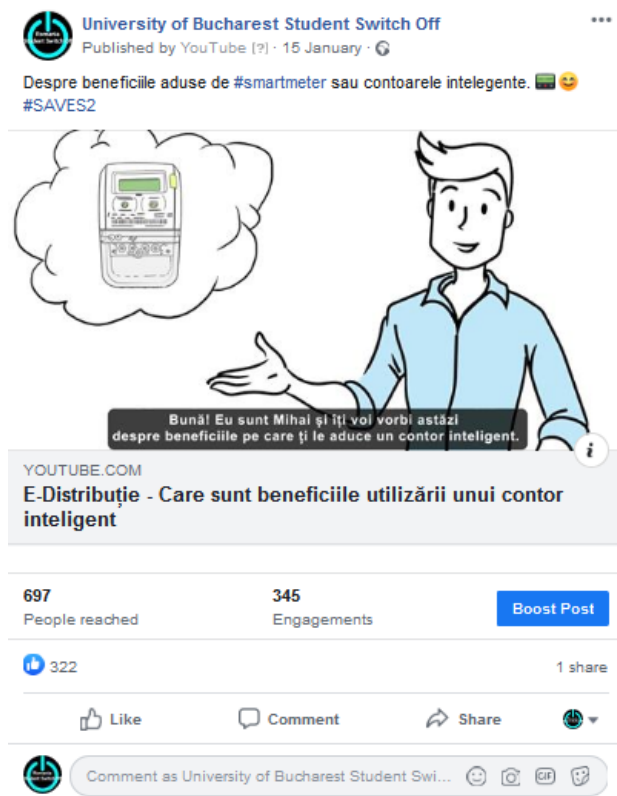 University of Bucharest Student Switch Off
Published by YouTube [?] · 15 January ·
Despre beneficiile aduse de #smartmeter sau contoarele intelegente.
#SAVES2
Bună! Eu sunt Mihai și îți voi vorbi astăzi
despre beneficiile pe care ți le aduce un contor inteligent.
i
YOUTUBE.COM
E-Distribuție - Care sunt beneficiile utilizării unui contor
inteligent
697 345
People reached Engagements
Boost Post
322 1 share
Like Comment Share
Comment as University of Bucharest Student Swi... GIF